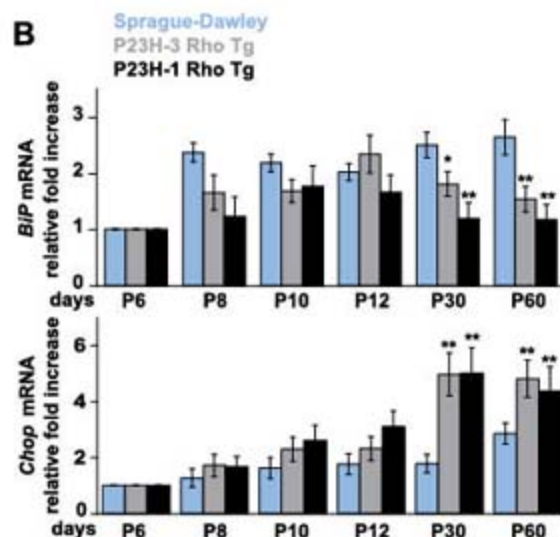 B
Sprague-Dawley
P23H-3 Rho Tg
P23H-1 Rho Tg
BiP mRNA
relative fold increase
3
2
1
0
* ** ** **
days P6 P8 P10 P12 P30 P60
Chop mRNA
relative fold increase
6
4
2
0
** ** ** **
days P6 P8 P10 P12 P30 P60